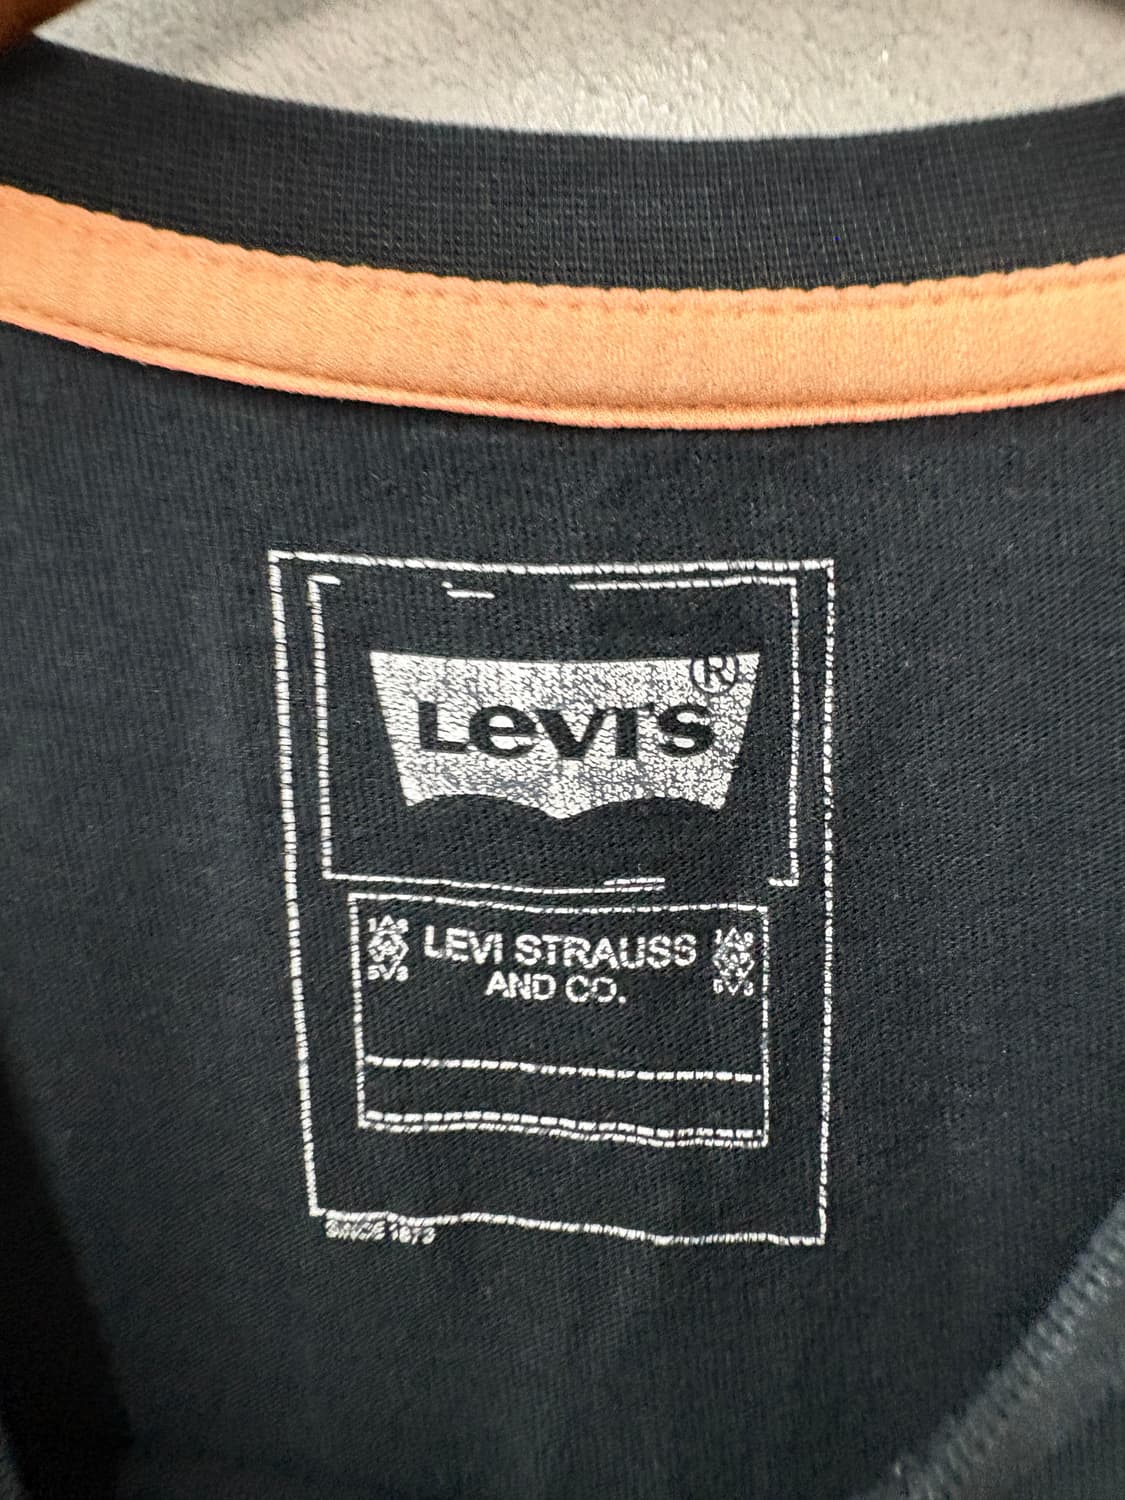 LEVI'S ®
LEVI STRAUSS
AND CO.
SINCE 1873